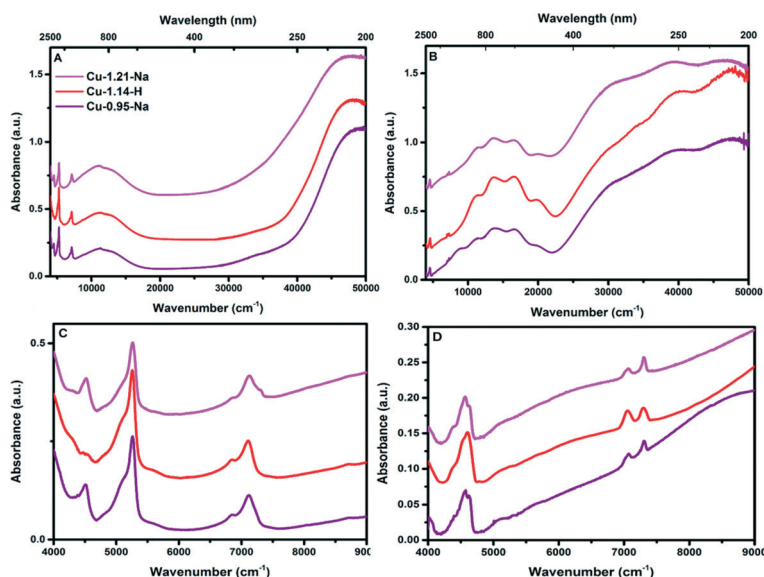 Wavelength (nm)
2500 800 400 250 200
A
Cu-1.21-Na
Cu-1.14-H
Cu-0.95-Na
Absorbance (a.u.)
1.5
1.0
0.5
0.0
10000 20000 30000 40000 50000
Wavenumber (cm⁻¹)
Wavelength (nm)
2500 800 400 250 200
B
Absorbance (a.u.)
1.5
1.0
0.5
0.0
10000 20000 30000 40000 50000
Wavenumber (cm⁻¹)
C
Absorbance (a.u.)
0.5
0.0
4000 5000 6000 7000 8000 9000
Wavenumber (cm⁻¹)
D
Absorbance (a.u.)
0.30
0.25
0.20
0.15
0.10
0.05
0.00
4000 5000 6000 7000 8000 9000
Wavenumber (cm⁻¹)